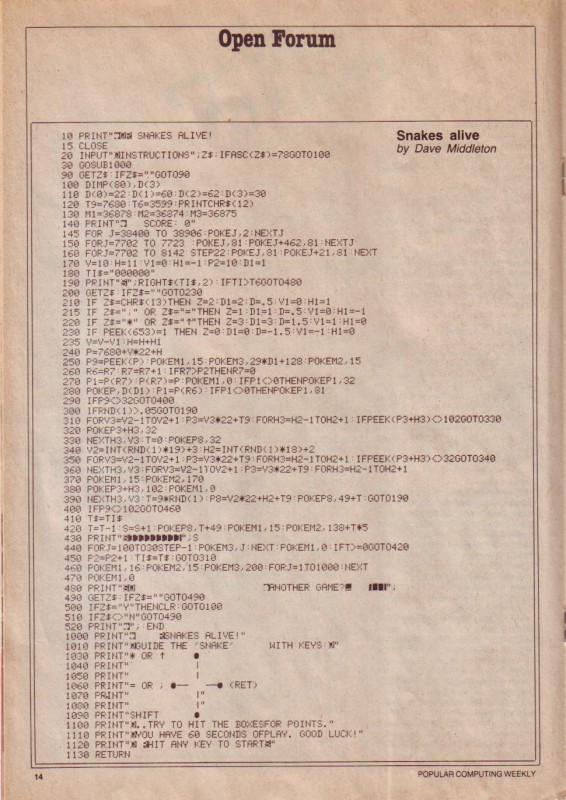 Open Forum
Snakes alive
by Dave Middleton
10 PRINT" SNAKES ALIVE!
15 CLOSE
20 INPUT"INSTRUCTIONS";Z$:IFASC(Z$)=78GOTO100
30 GOSUB1000
90 GETZ$:IFZ$=""GOTO90
100 DIMP(80),D(3)
110 D(0)=22:D(1)=60:D(2)=62:D(3)=30
120 T9=7680:T6=3599:PRINTCHR$(12)
130 M1=36878:M2=36874:M3=36875
140 PRINT" SCORE: 0"
145 FOR J=38400 TO 38906:POKEJ,2:NEXTJ
150 FORJ=7702 TO 7723 :POKEJ,81:POKEJ+462,81:NEXTJ
160 FORJ=7702 TO 8142 STEP22:POKEJ,81:POKEJ+21,81:NEXT
170 V=10:H=11:V1=0:H1=-1:P2=10:D1=1
180 TI$="000000"
190 PRINT"";RIGHT$(TI$,2):IFTI>T6GOTO480
200 GETZ$:IFZ$=""GOTO230
210 IF Z$=CHR$(13)THEN Z=2:D1=2:D=.5:V1=0:H1=1
215 IF Z$=";" OR Z$="="THEN Z=1:D1=1:D=.5:V1=0:H1=-1
220 IF Z$="*" OR Z$="↑"THEN Z=3:D1=3:D=1.5:V1=1:H1=0
230 IF PEEK(653)=1 THEN Z=0:D1=0:D=-1.5:V1=-1:H1=0
235 V=V-V1:H=H+H1
240 P=7680+V*22+H
250 P9=PEEK(P):POKEM1,15:POKEM3,29*D1+128:POKEM2,15
260 R6=R7:R7=R7+1:IFR7>P2THENR7=0
270 P1=P(R7):P(R7)=P:POKEM1,0:IFP1<>0THENPOKEP1,32
280 POKEP,D(D1):P1=P(R6):IFP1<>0THENPOKEP1,81
290 IFP9<>32GOTO400
300 IFRND(1)>.05GOTO190
310 FORV3=V2-1TOV2+1:P3=V3*22+T9:FORH3=H2-1TOH2+1:IFPEEK(P3+H3)<>102GOTO330
320 POKEP3+H3,32
330 NEXTH3,V3:T=0:POKEP8,32
340 V2=INT(RND(1)*19)+3:H2=INT(RND(1)*18)+2
350 FORV3=V2-1TOV2+1:P3=V3*22+T9:FORH3=H2-1TOH2+1:IFPEEK(P3+H3)<>32GOTO340
360 NEXTH3,V3:FORV3=V2-1TOV2+1:P3=V3*22+T9:FORH3=H2-1TOH2+1
370 POKEM1,15:POKEM2,170
380 POKEP3+H3,102:POKEM1,0
390 NEXTH3,V3:T=9*RND(1):P8=V2*22+H2+T9:POKEP8,49+T:GOTO190
400 IFP9<>102GOTO460
410 T$=TI$
420 T=T-1:S=S+1:POKEP8,T+49:POKEM1,15:POKEM2,138+T*5
430 PRINT"";S
440 FORJ=100TO30STEP-1:POKEM3,J:NEXT:POKEM1,0:IFT>=0GOTO420
450 P2=P2+1:TI$=T$:GOTO310
460 POKEM1,16:POKEM2,15:POKEM3,200:FORJ=1TO1000:NEXT
470 POKEM1,0
480 PRINT" ANOTHER GAME? ";
490 GETZ$:IFZ$=""GOTO490
500 IFZ$="Y"THENCLR:GOTO100
510 IFZ$<>"N"GOTO490
520 PRINT"";:END
1000 PRINT" SNAKES ALIVE!"
1010 PRINT"GUIDE THE 'SNAKE' WITH KEYS:"
1030 PRINT"* OR ↑ ●
1040 PRINT" |
1050 PRINT" |
1060 PRINT"= OR ; ●— —● (RET)
1070 PRINT" |"
1080 PRINT" |"
1090 PRINT"SHIFT ●
1100 PRINT"..TRY TO HIT THE BOXESFOR POINTS."
1110 PRINT"YOU HAVE 60 SECONDS OFPLAY. GOOD LUCK!"
1120 PRINT" HIT ANY KEY TO START"
1130 RETURN
14
POPULAR COMPUTING WEEKLY